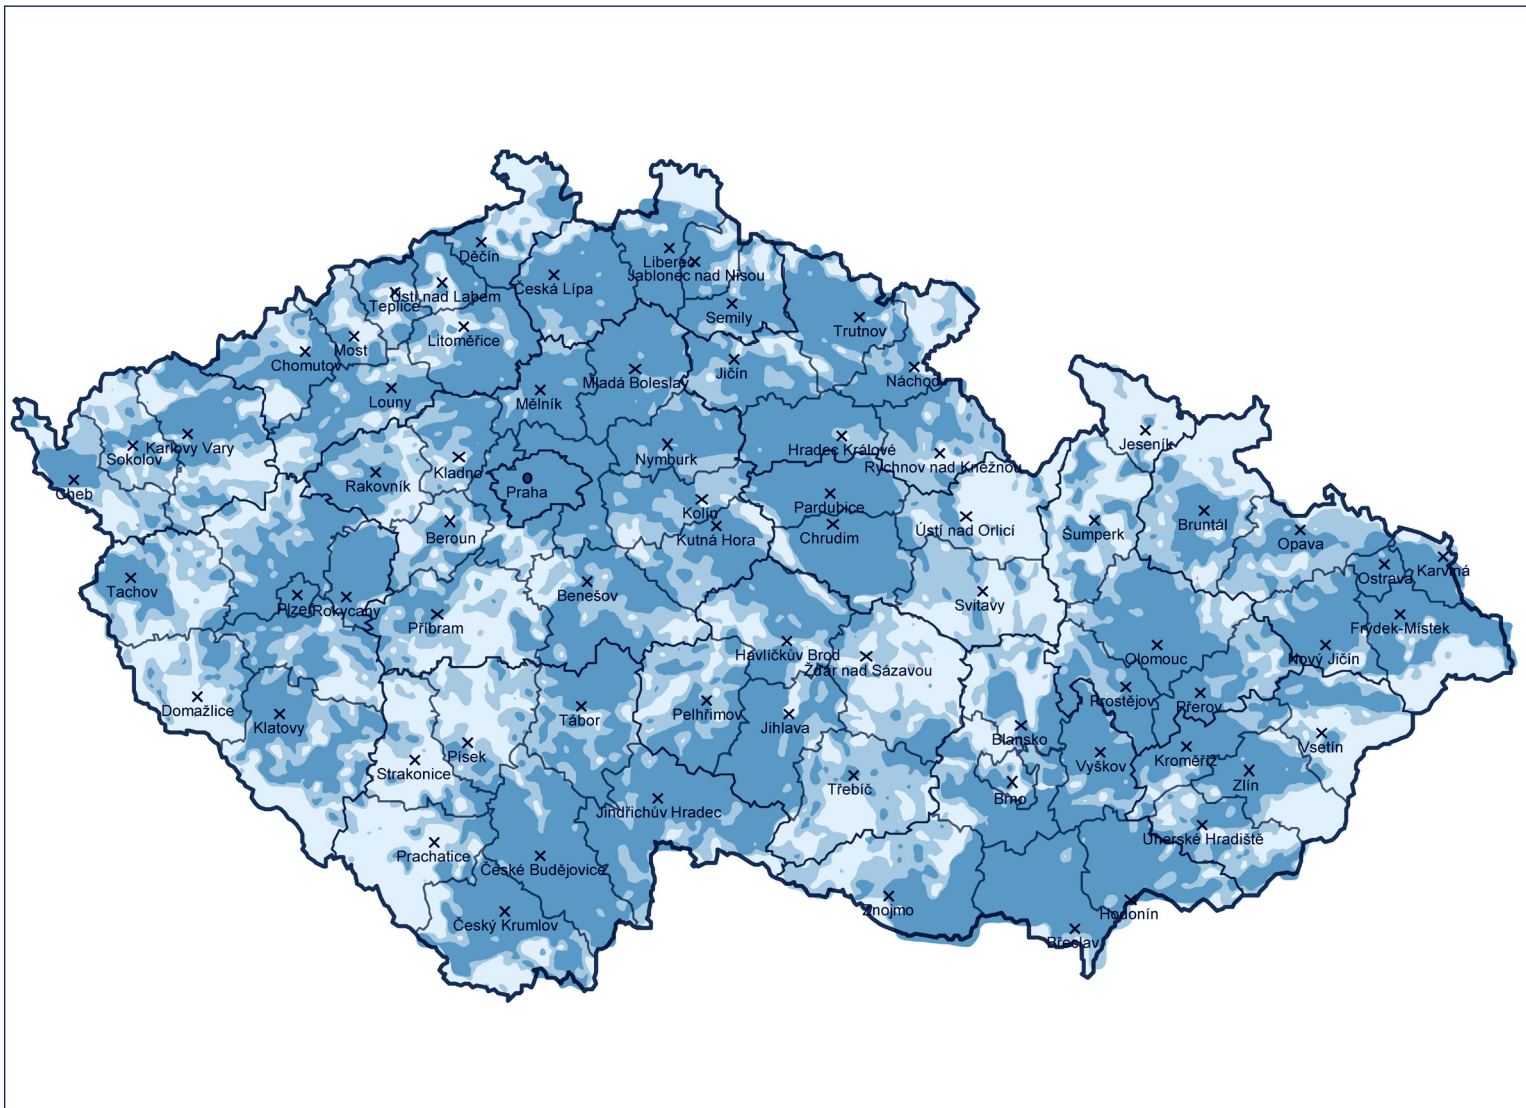 Děčín
Liberec
Jablonec nad Nisou
Česká Lípa
Ústí nad Labem
Teplice
Semily
Trutnov
Litoměřice
Most
Chomutov
Jičín
Náchod
Mladá Boleslav
Louny
Mělník
Jeseník
Karlovy Vary
Sokolov
Hradec Králové
Nymburk
Rychnov nad Kněžnou
Kladno
Rakovník
Cheb
Praha
Kolín
Pardubice
Bruntál
Ústí nad Orlicí
Šumperk
Beroun
Kutná Hora
Chrudim
Opava
Karviná
Ostrava
Tachov
Benešov
Svitavy
Plzeň
Rokycany
Příbram
Frýdek-Místek
Havlíčkův Brod
Olomouc
Nový Jičín
Žďár nad Sázavou
Prostějov
Přerov
Domažlice
Pelhřimov
Tábor
Klatovy
Jihlava
Blansko
Vsetín
Písek
Kroměříž
Vyškov
Strakonice
Zlín
Třebíč
Brno
Jindřichův Hradec
Uherské Hradiště
Prachatice
České Budějovice
Znojmo
Hodonín
Český Krumlov
Břeclav